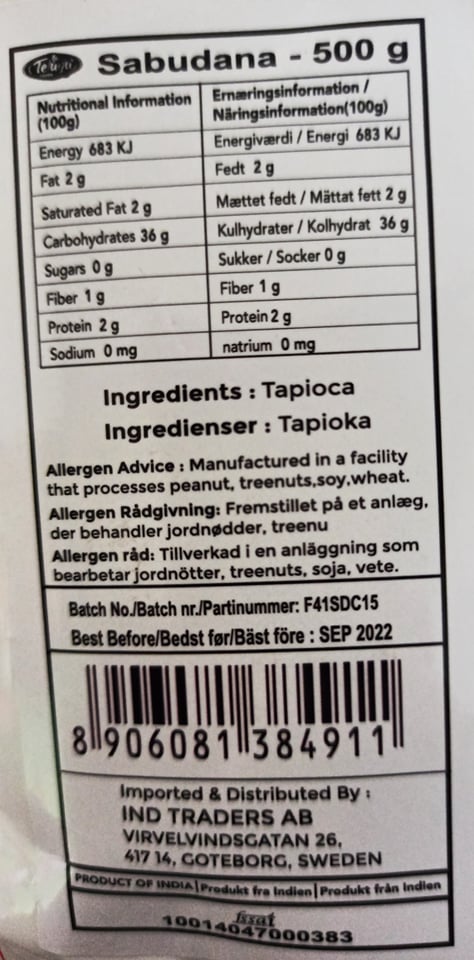 Sabudana - 500 g
Nutritional Information
(100g)
Energy 683 KJ
Fat 2 g
Saturated Fat 2 g
Carbohydrates 36 g
Sugars 0 g
Fiber 1 g
Protein 2 g
Sodium 0 mg
Ernæringsinformation /
Näringsinformation(100g)
Energiværdi / Energi 683 KJ
Fedt 2 g
Mættet fedt / Mättat fett 2 g
Kulhydrater / Kolhydrat 36 g
Sukker / Socker 0 g
Fiber 1 g
Protein 2 g
natrium 0 mg
Ingredients : Tapioca
Ingredienser : Tapioka
Allergen Advice : Manufactured in a facility
that processes peanut, treenuts,soy,wheat.
Allergen Rådgivning: Fremstillet på et anlæg,
der behandler jordnødder, treenu
Allergen råd: Tillverkad i en anläggning som
bearbetar jordnötter, treenuts, soja, vete.
Batch No./Batch nr./Partinummer: F41SDC15
Best Before/Bedst før/Bäst före : SEP 2022
8 906081 384911
Imported & Distributed By :
IND TRADERS AB
VIRVELVINDSGATAN 26,
417 14, GOTEBORG, SWEDEN
PRODUCT OF INDIA|Produkt fra Indien|Produkt från Indien
fssai
10014047000383